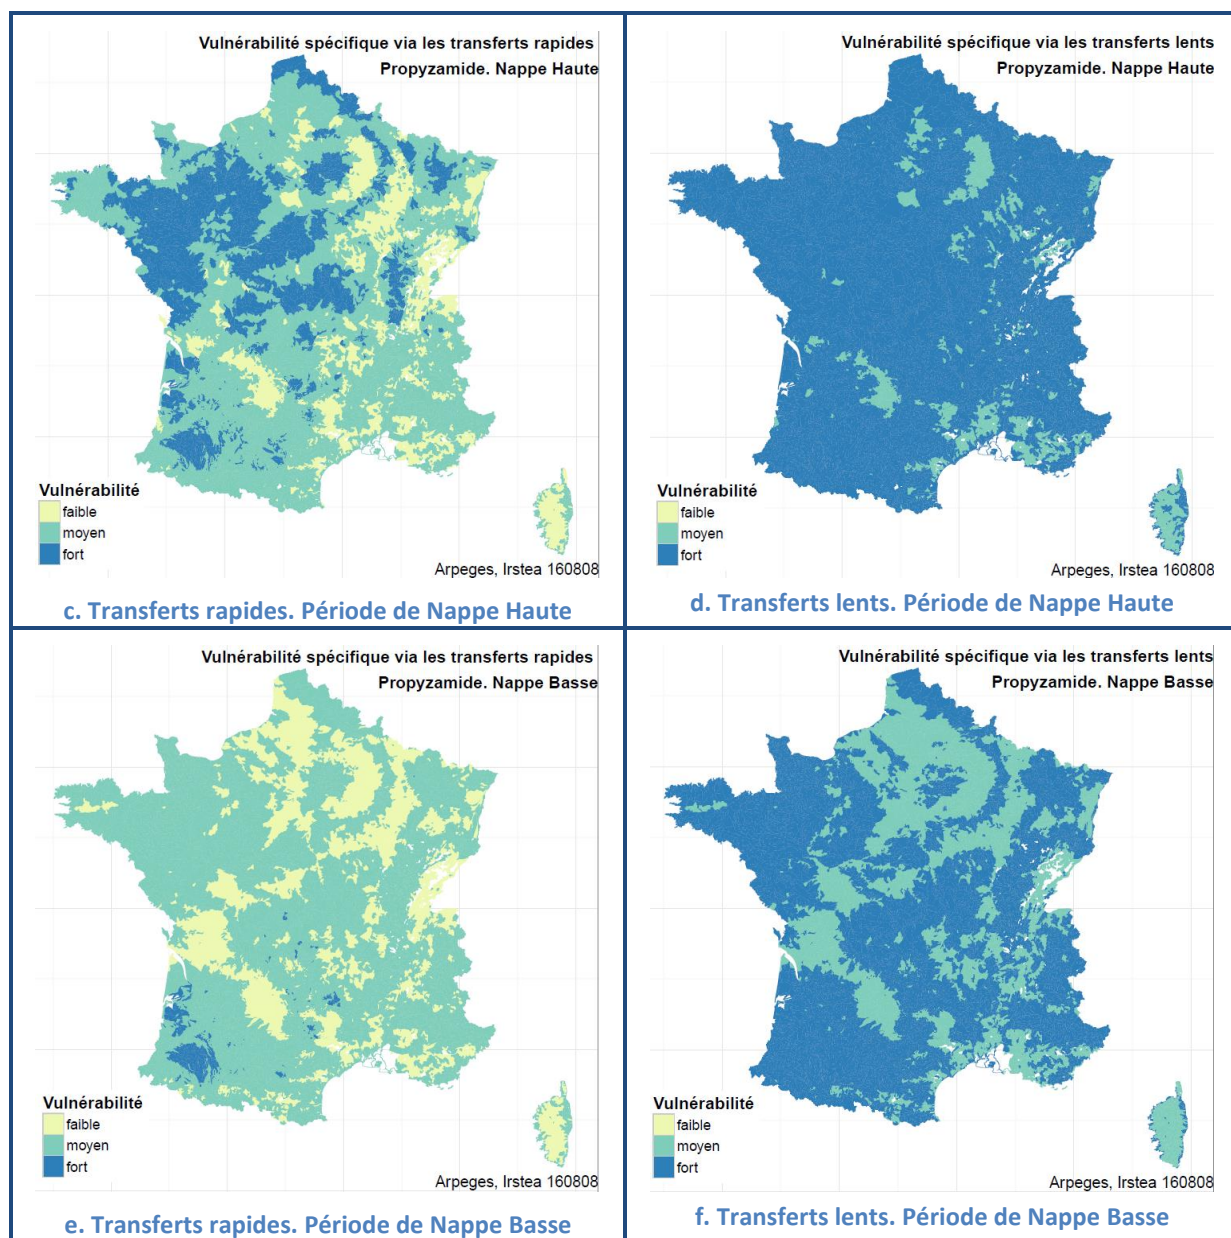 Vulnérabilité spécifique via les transferts rapides
Propyzamide. Nappe Haute
Vulnérabilité
faible
moyen
fort
Arpeges, Irstea 160808
c. Transferts rapides. Période de Nappe Haute
Vulnérabilité spécifique via les transferts lents
Propyzamide. Nappe Haute
Vulnérabilité
faible
moyen
fort
Arpeges, Irstea 160808
d. Transferts lents. Période de Nappe Haute
Vulnérabilité spécifique via les transferts rapides
Propyzamide. Nappe Basse
Vulnérabilité
faible
moyen
fort
Arpeges, Irstea 160808
e. Transferts rapides. Période de Nappe Basse
Vulnérabilité spécifique via les transferts lents
Propyzamide. Nappe Basse
Vulnérabilité
faible
moyen
fort
Arpeges, Irstea 160808
f. Transferts lents. Période de Nappe Basse